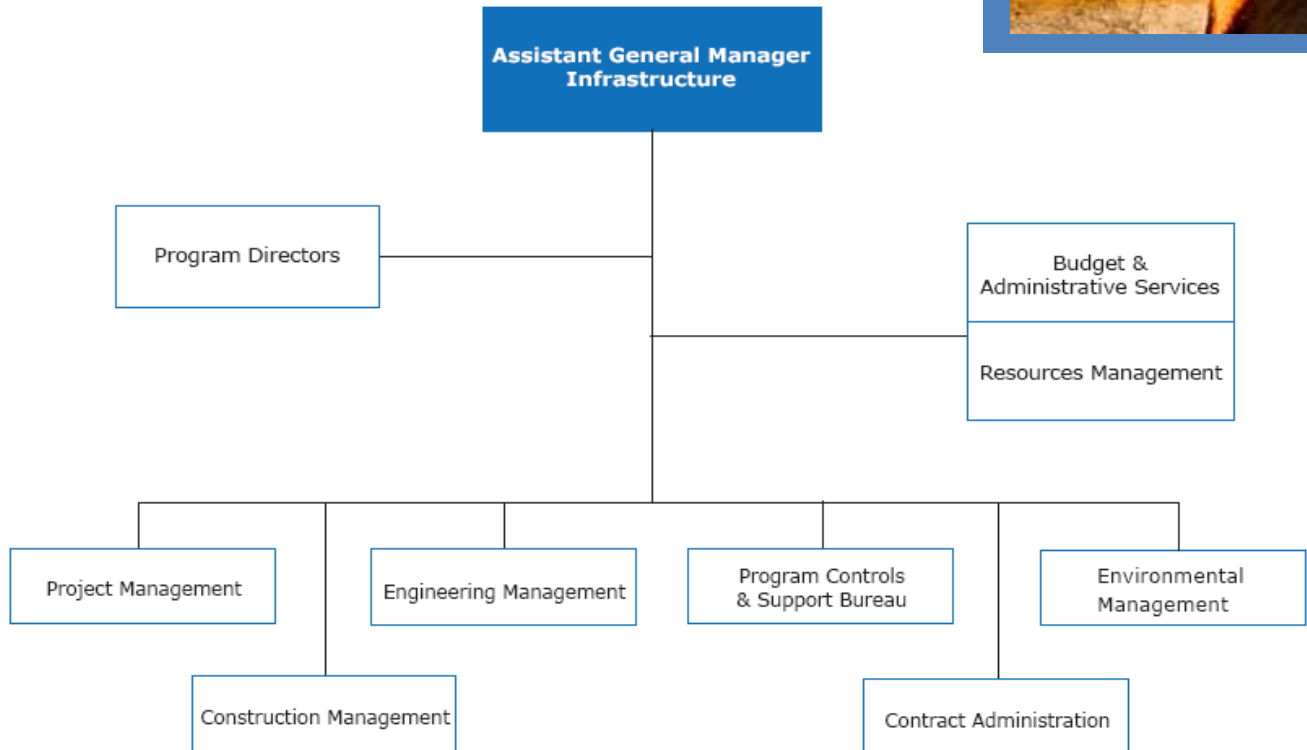 Assistant General Manager
Infrastructure
Program Directors
Budget &
Administrative Services
Resources Management
Project Management
Engineering Management
Program Controls
& Support Bureau
Environmental
Management
Construction Management
Contract Administration